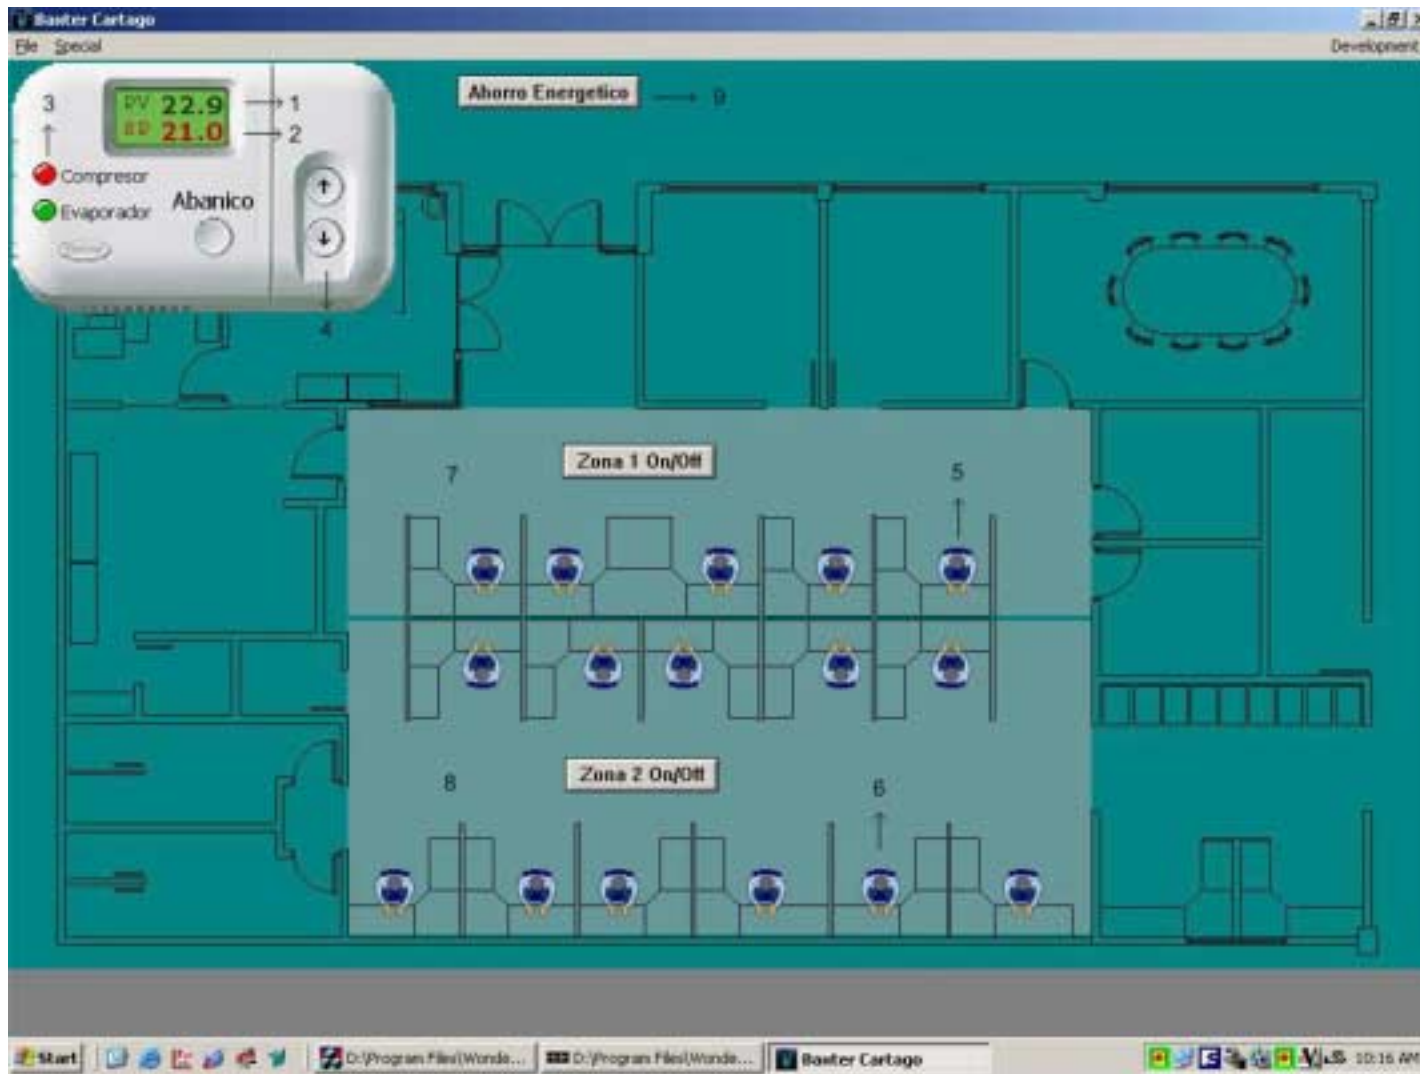 Baxter Cartago
File Special
Development
3
PV 22.9
1
SP 21.0
2
Compresor
Evaporador
Abanico
4
Ahorro Energetico
9
Zona 1 On/Off
7
5
Zona 2 On/Off
8
6
Start
D:\Program Files\Wonde...
D:\Program Files\Wonde...
Baxter Cartago
10:16 AM